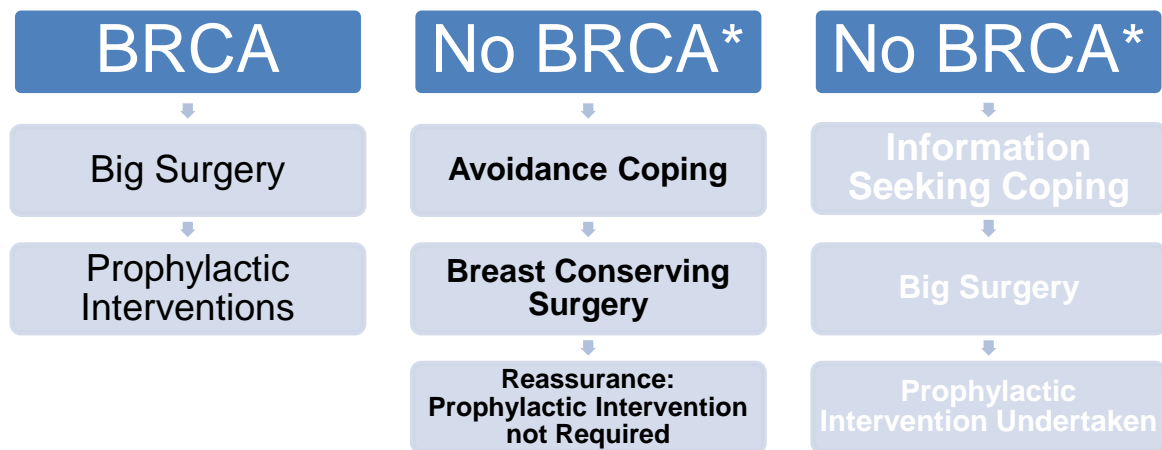 BRCA
Big Surgery
Prophylactic
Interventions
No BRCA*
Avoidance Coping
Breast Conserving
Surgery
Reassurance:
Prophylactic Intervention
not Required
No BRCA*
Information
Seeking Coping
Big Surgery
Prophylactic
Intervention Undertaken